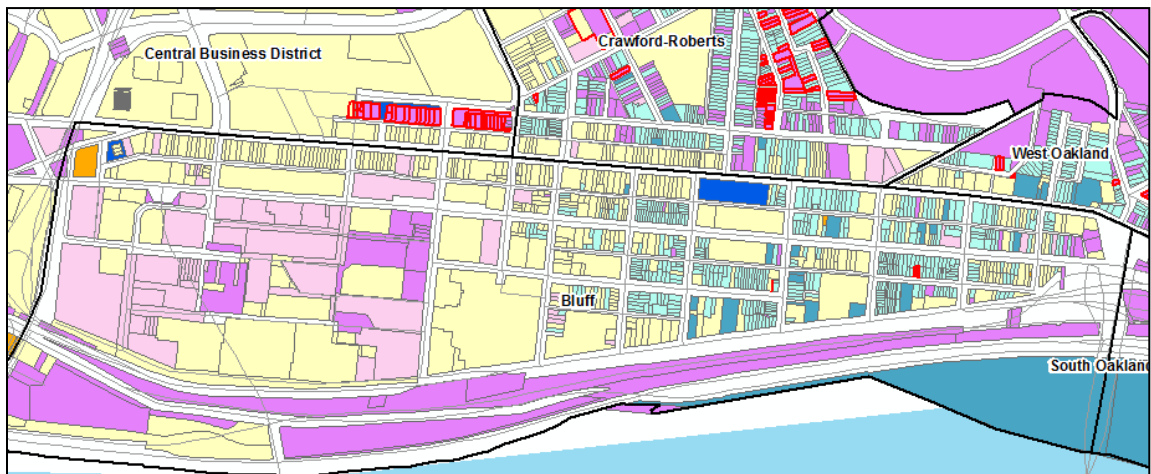 Crawford-Roberts
Central Business District
West Oakland
Bluff
South Oakland